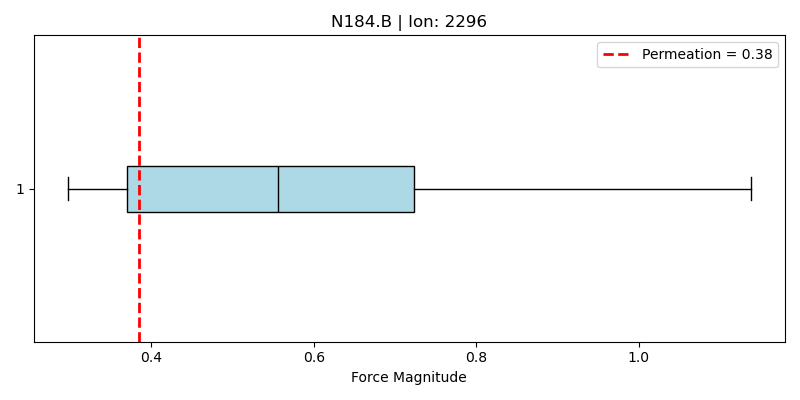 N184.B | Ion: 2296
Permeation = 0.38
1
0.4 0.6 0.8 1.0
Force Magnitude